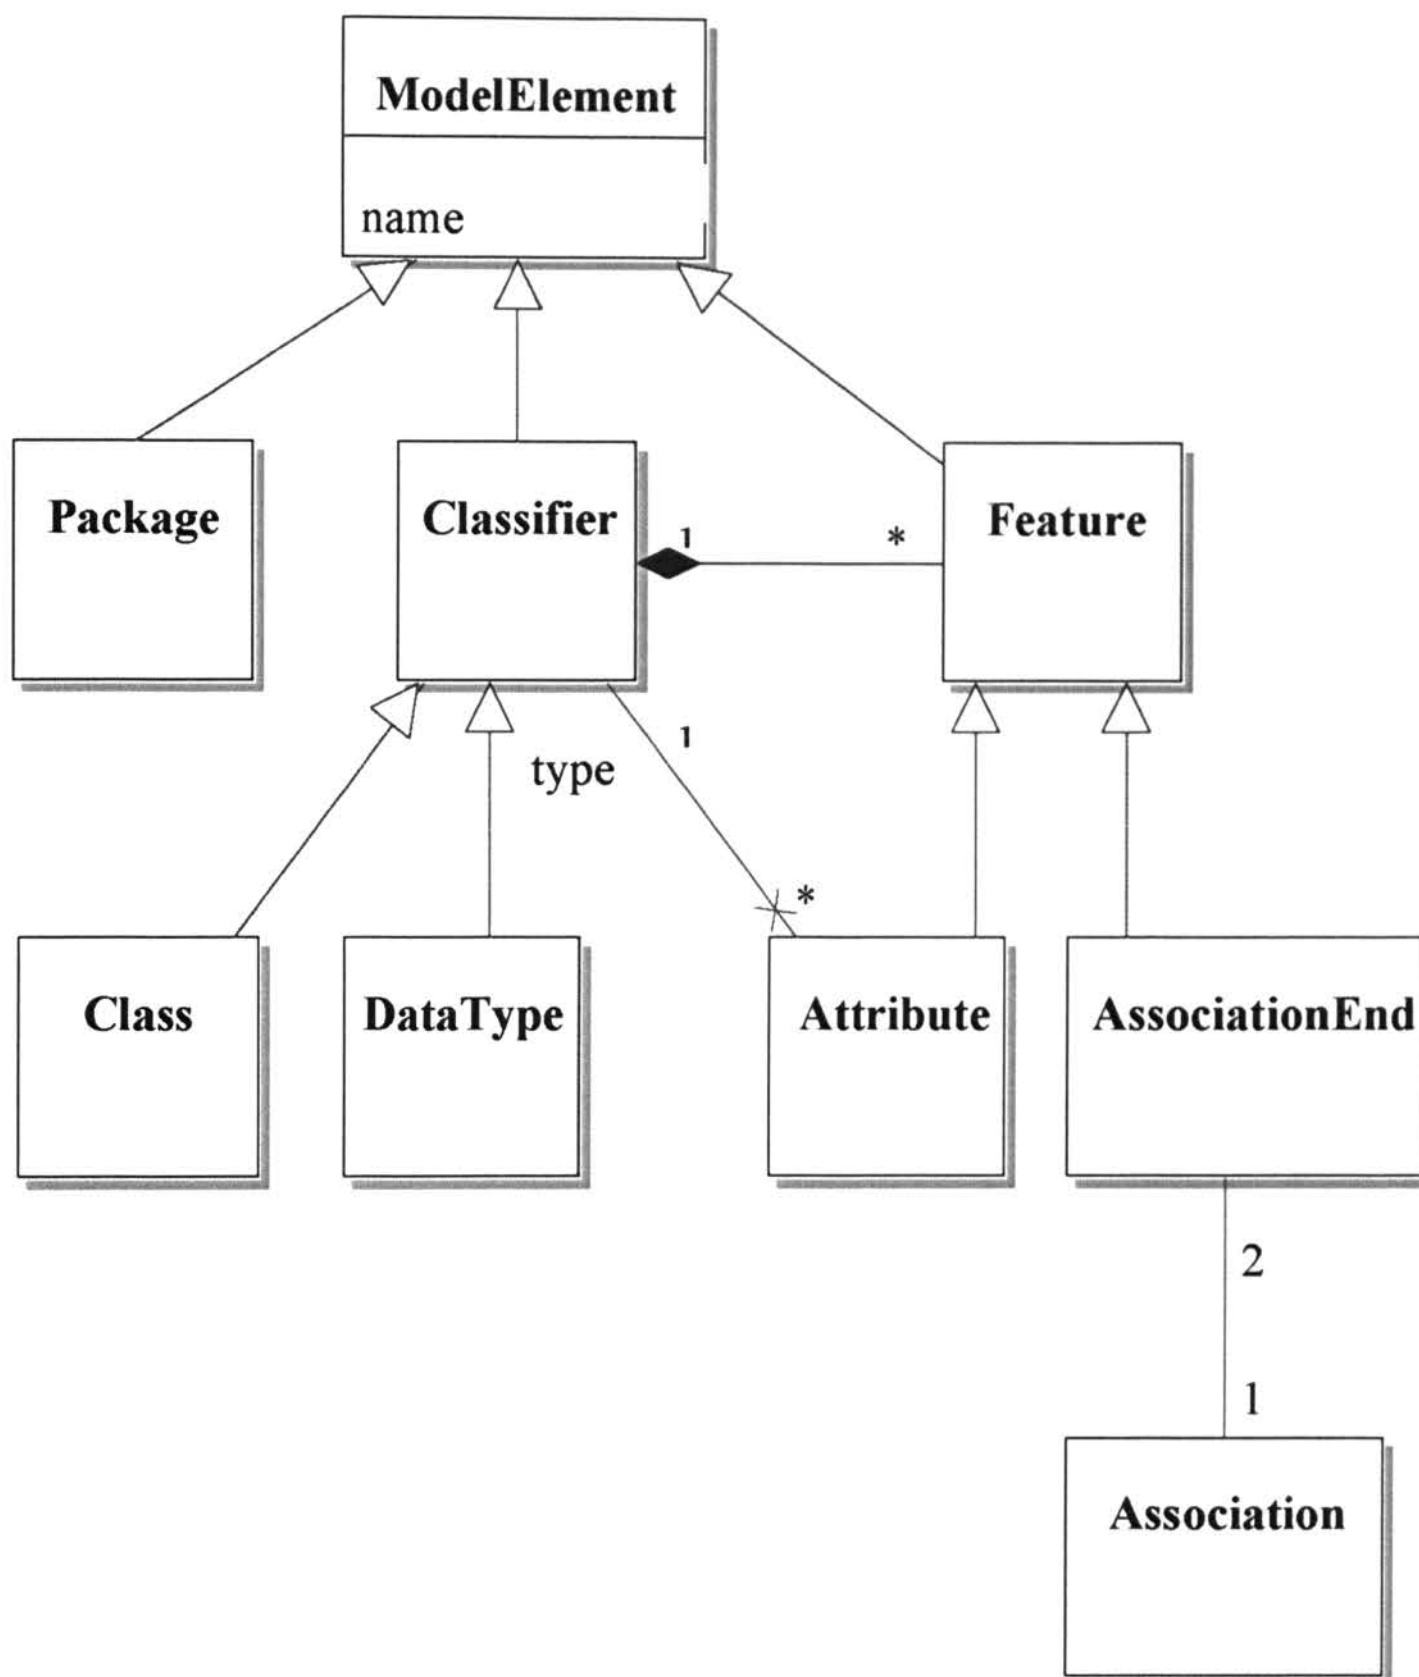 ModelElement
name
Package
Classifier
1
*
Feature
type
1
*
Class
DataType
Attribute
AssociationEnd
2
1
Association